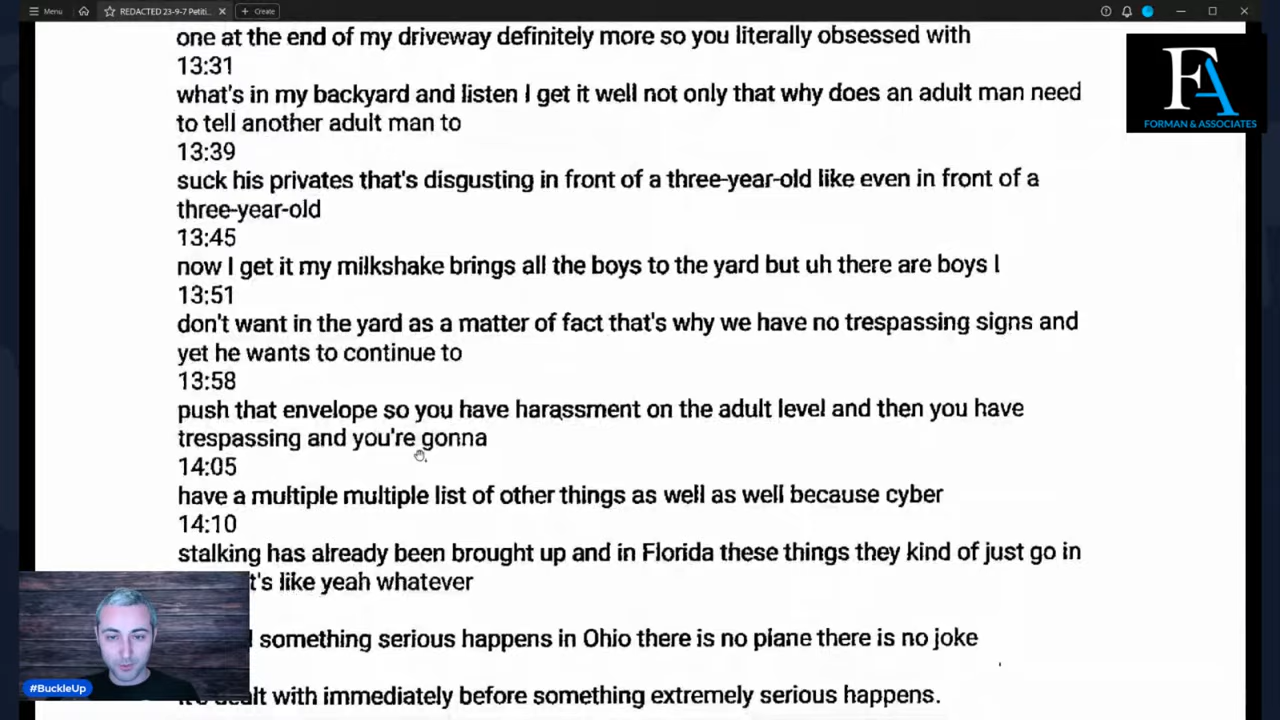 Menu
REDACTED 23-9-7 Petiti...
Create
one at the end of my driveway definitely more so you literally obsessed with
13:31
what's in my backyard and listen I get it well not only that why does an adult man need
to tell another adult man to
13:39
suck his privates that's disgusting in front of a three-year-old like even in front of a
three-year-old
13:45
now I get it my milkshake brings all the boys to the yard but uh there are boys I
13:51
don't want in the yard as a matter of fact that's why we have no trespassing signs and
yet he wants to continue to
13:58
push that envelope so you have harassment on the adult level and then you have
trespassing and you're gonna
14:05
have a multiple multiple list of other things as well as well because cyber
14:10
stalking has already been brought up and in Florida these things they kind of just go in
like yeah whatever
something serious happens in Ohio there is no plane there is no joke
with immediately before something extremely serious happens.
FA
FORMAN & ASSOCIATES
#BuckleUp